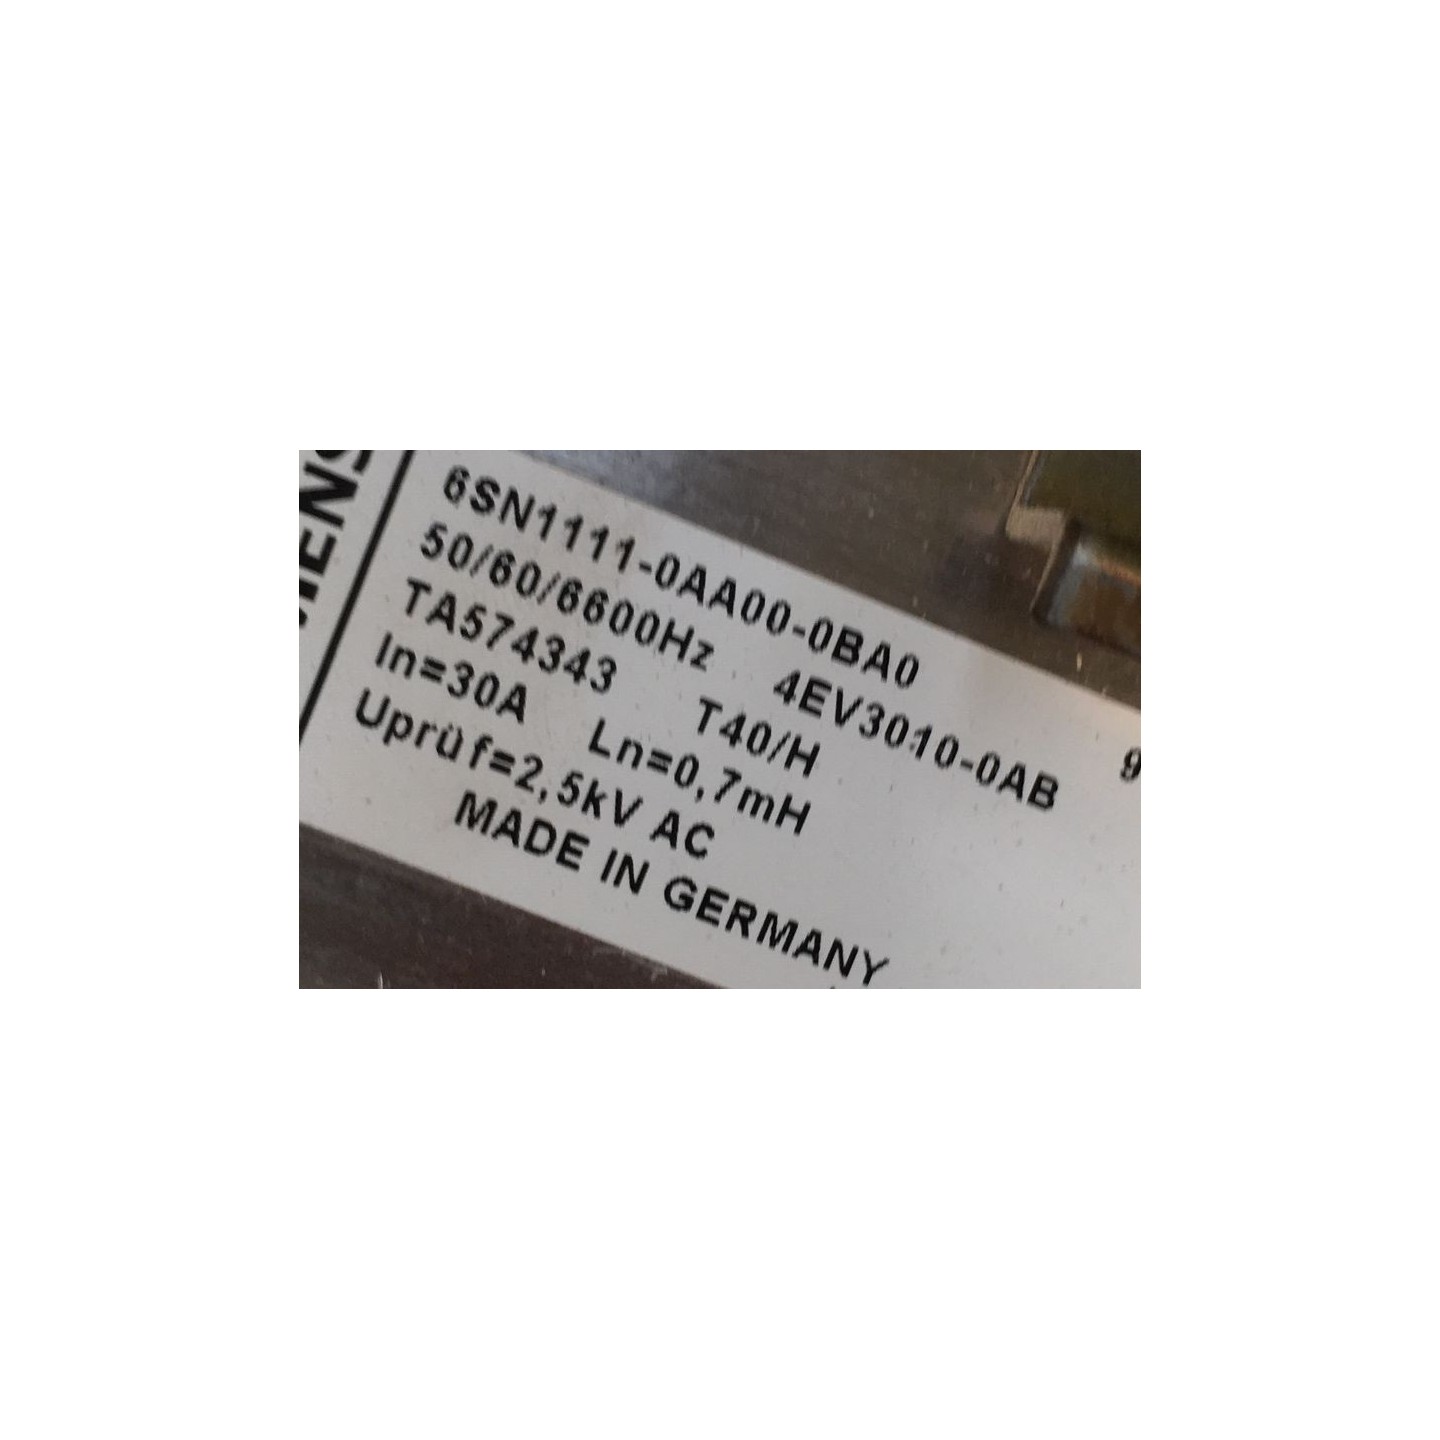 6SN1111-0AA00-0BA0
50/60/6600Hz 4EV3010-0AB
TA574343 T40/H
In=30A Ln=0,7mH
Uprüf=2,5kV AC
MADE IN GERMANY